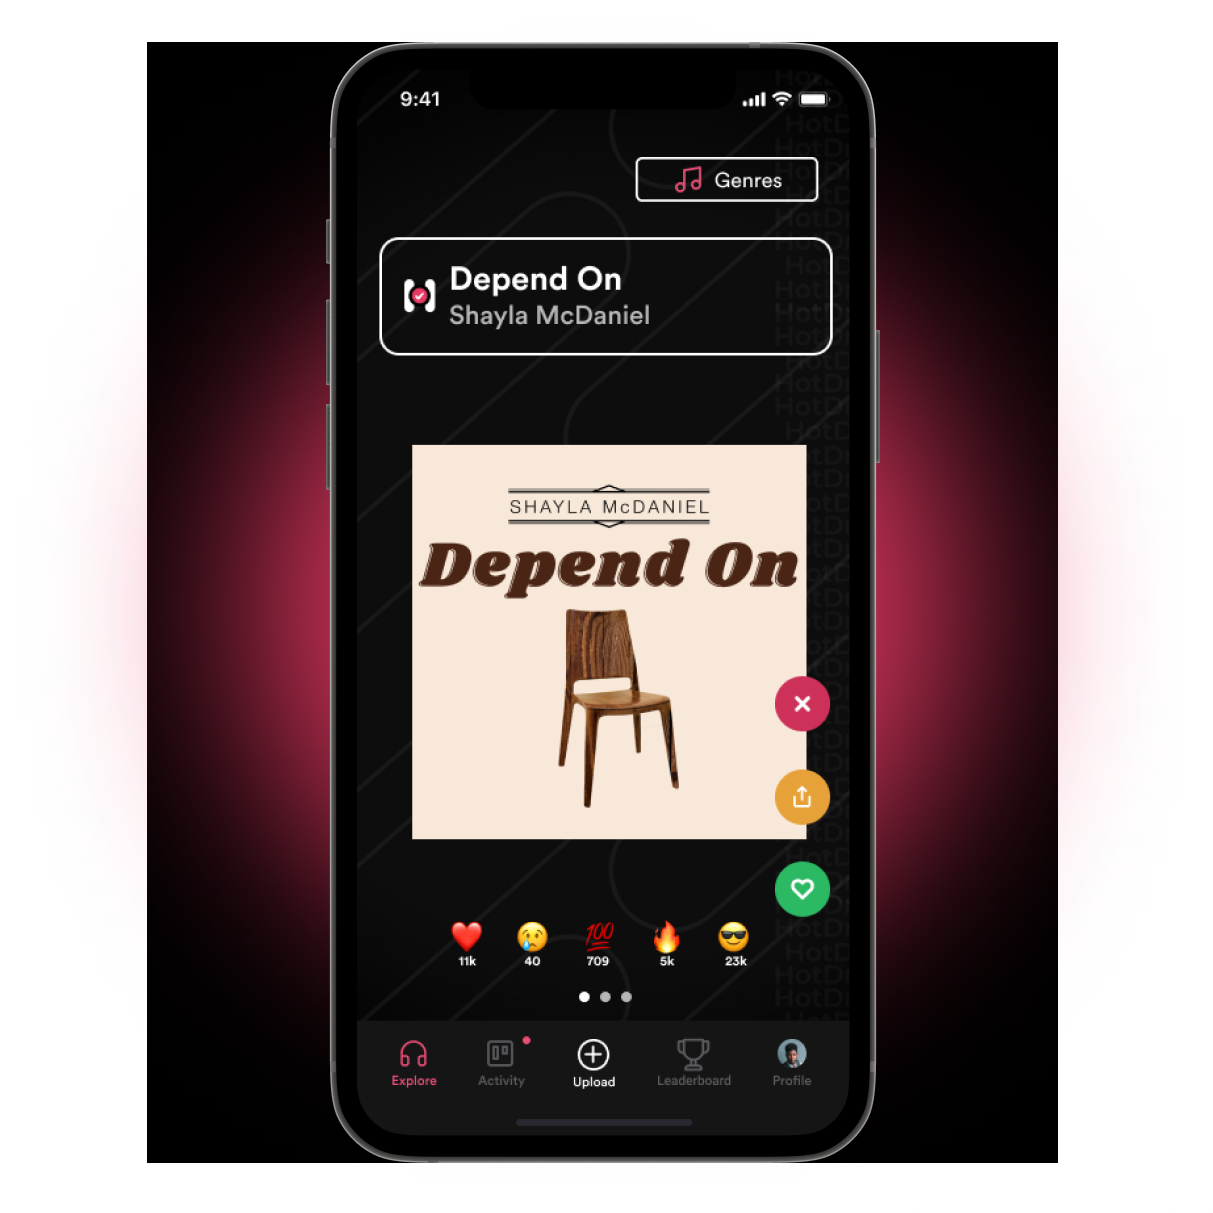 9:41
Genres
Depend On
Shayla McDaniel
SHAYLA McDANIEL
Depend On
11k 40 100 709 5k 23k
Explore Activity Upload Leaderboard Profile